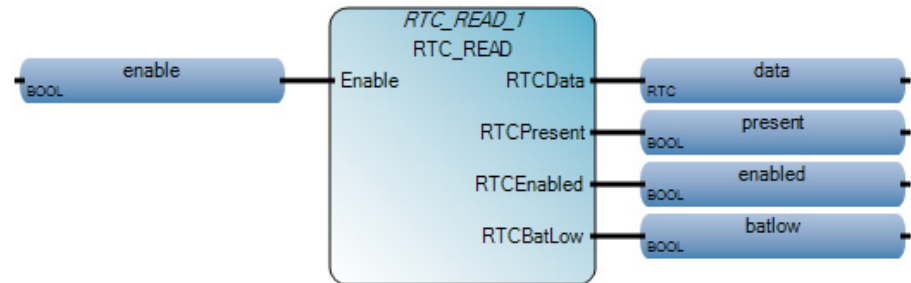 RTC_READ_1
RTC_READ
enable
BOOL
Enable
RTCData
data
RTC
RTCPresent
present
BOOL
RTCEnabled
enabled
BOOL
RTCBatLow
batlow
BOOL